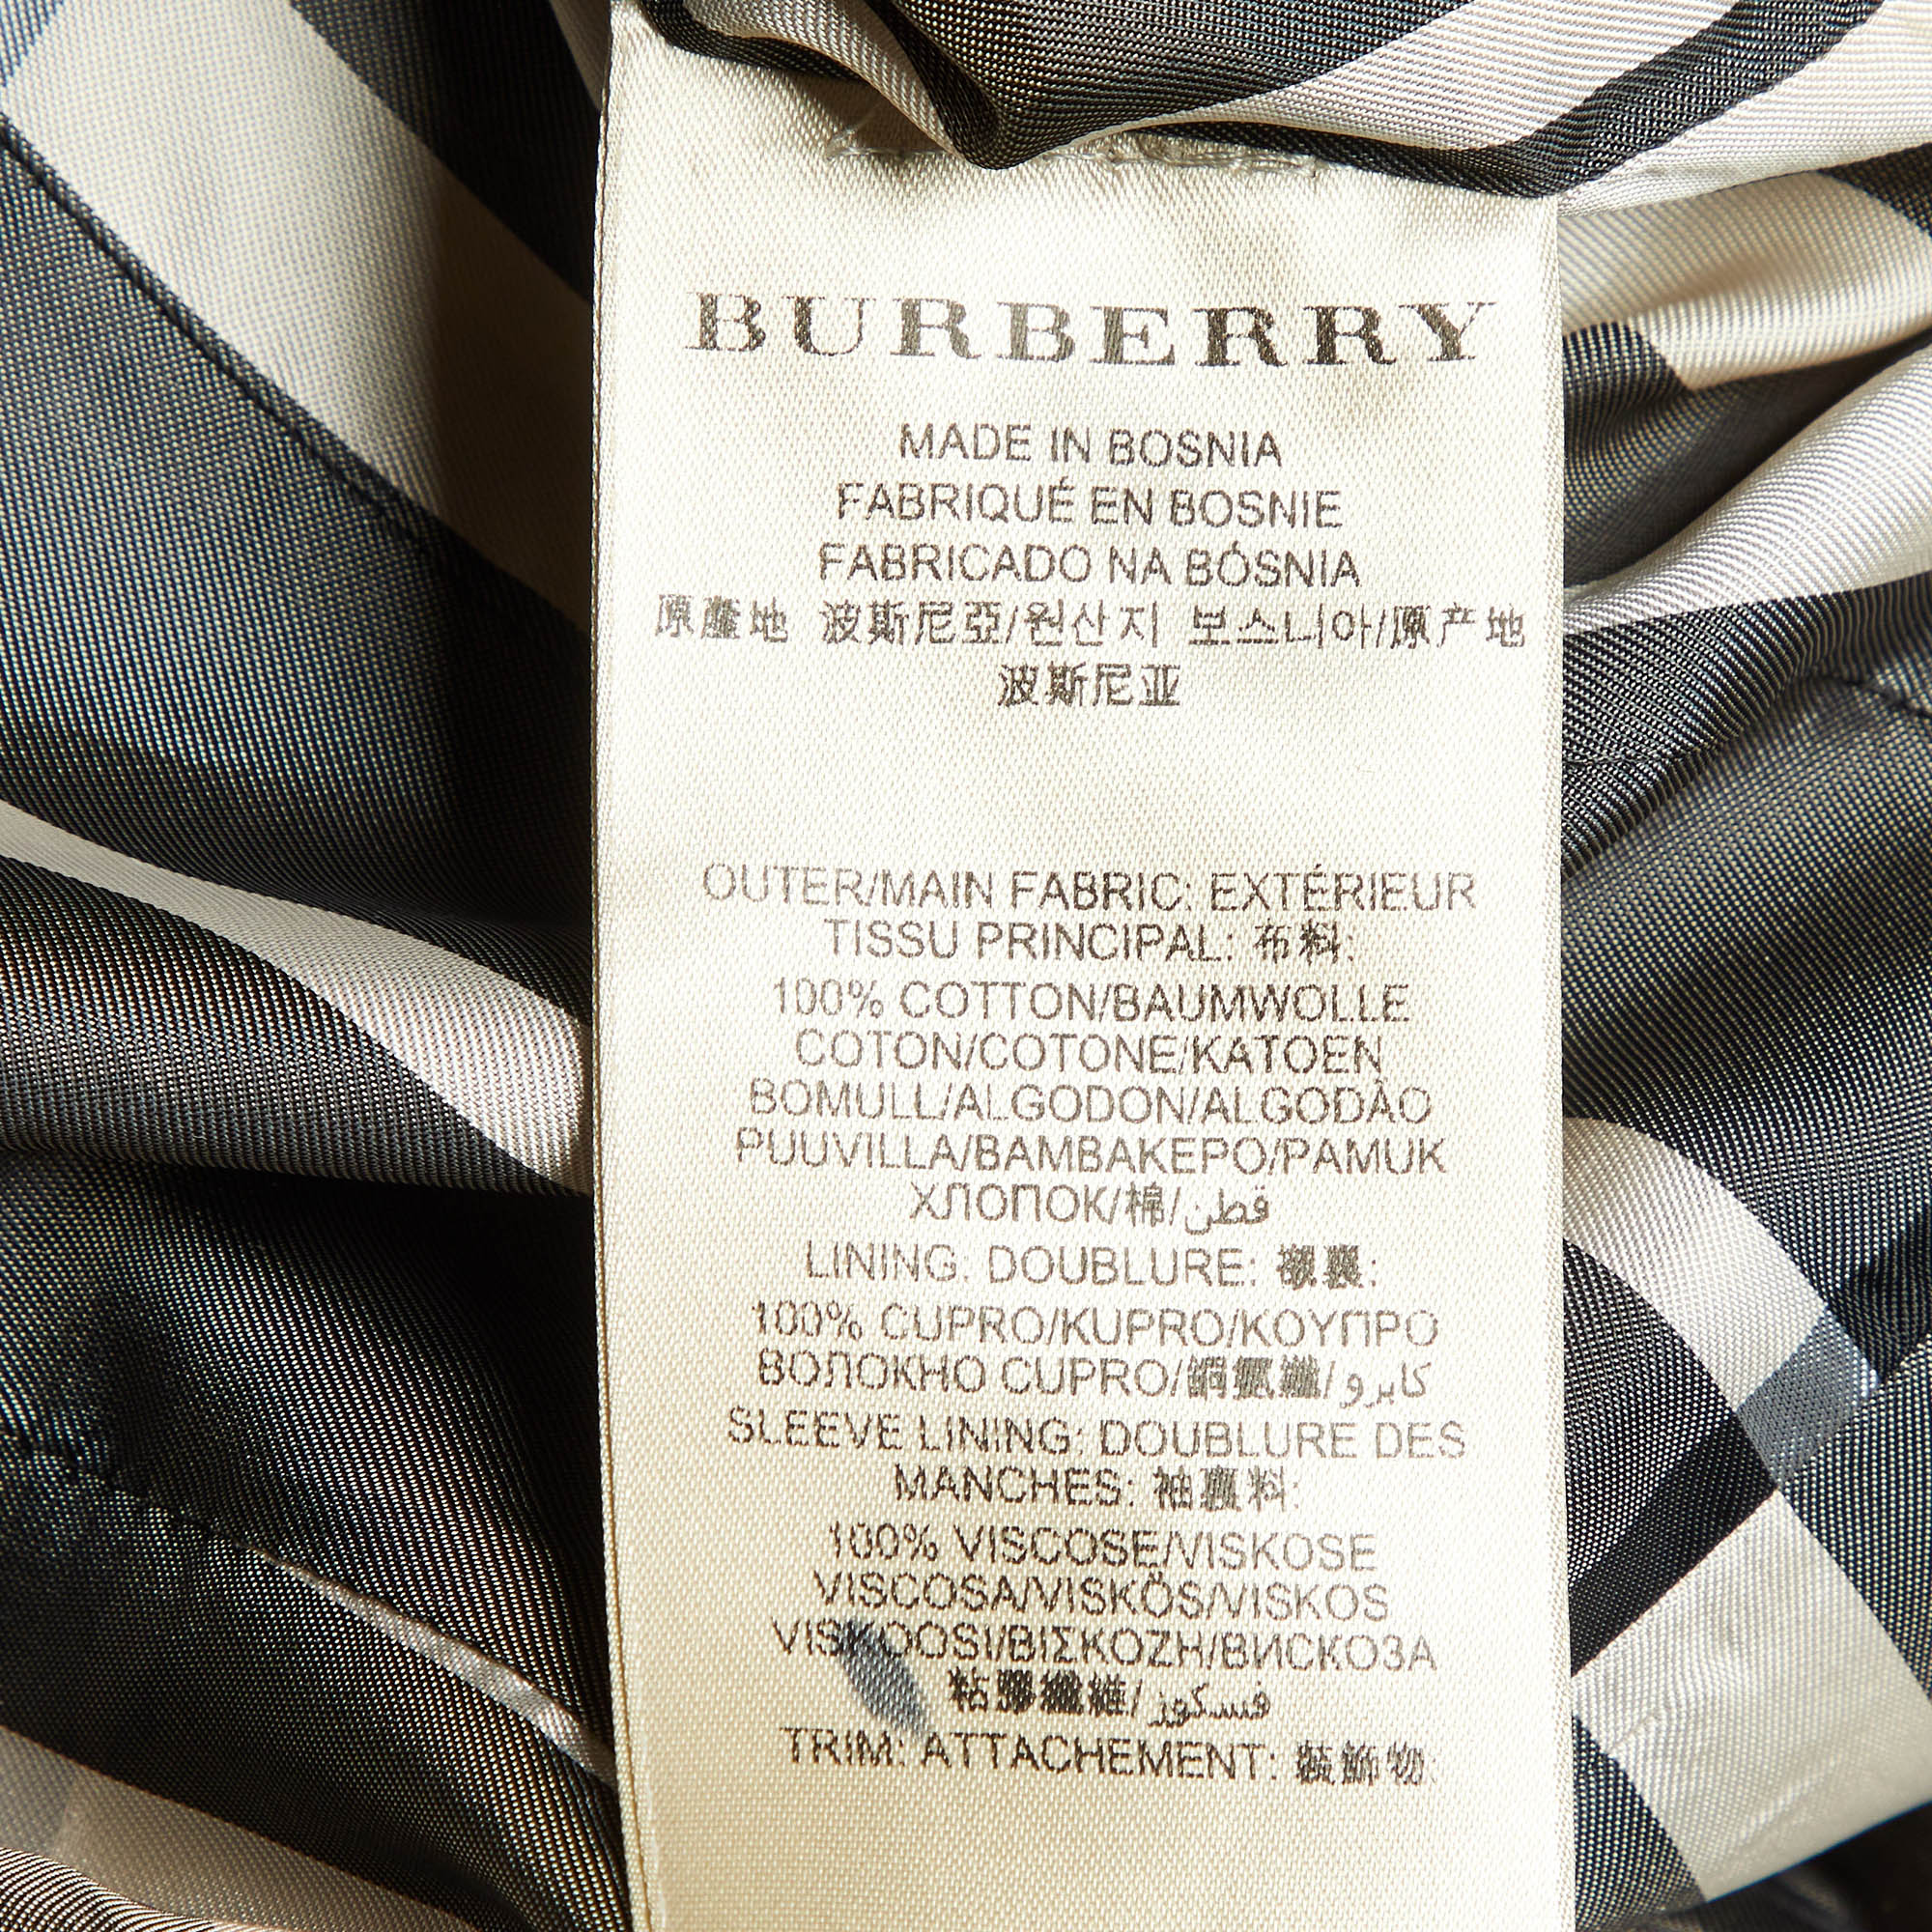 BURBERRY
MADE IN BOSNIA
FABRIQUÉ EN BOSNIE
FABRICADO NA BÓSNIA
原產地 波斯尼亞/원산지 보스니아/原产地
波斯尼亚
OUTER/MAIN FABRIC: EXTÉRIEUR
TISSU PRINCIPAL: 布料:
100% COTTON/BAUMWOLLE
COTON/COTONE/KATOEN
BOMULL/ALGODON/ALGODÃO
PUUVILLA/BAMBAKEPO/PAMUK
ХЛОПОК/棉/قطن
LINING: DOUBLURE: 襯裏:
100% CUPRO/KUPRO/ΚΟΥΠΡΟ
ВОЛОКНО CUPRO/銅氨纖/كابرو
SLEEVE LINING: DOUBLURE DES
MANCHES: 袖裏料:
100% VISCOSE/VISKOSE
VISCOSA/VISKÖS/VISKOS
VISKOOSI/ΒΙΣΚΟΖΗ/ВИСКОЗА
粘膠纖維/فسكوز
TRIM: ATTACHEMENT: 裝飾物: